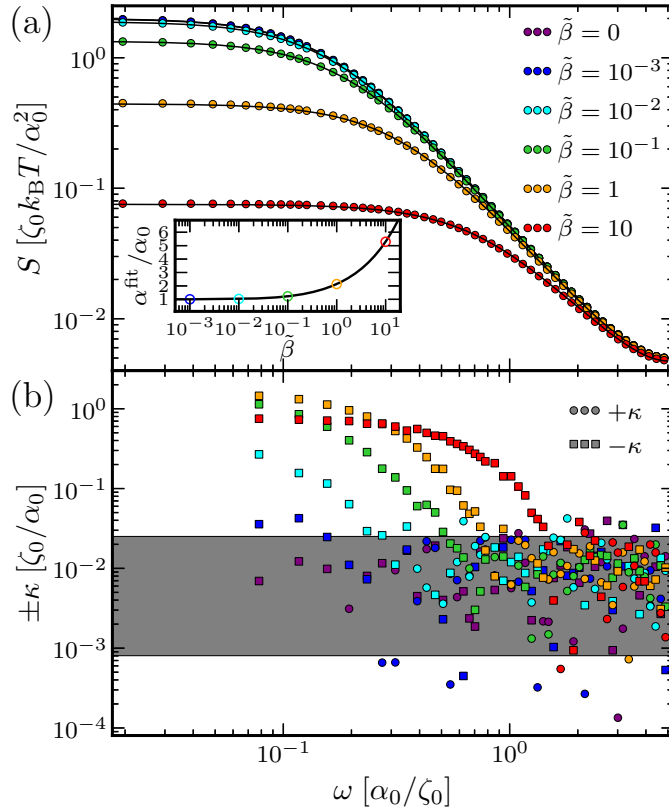 (a)
10⁰
10⁻¹
10⁻²
S [ζ₀k_BT/α₀²]
β̃ = 0
β̃ = 10⁻³
β̃ = 10⁻²
β̃ = 10⁻¹
β̃ = 1
β̃ = 10
α^fit/α₀
6
5
4
3
2
1
10⁻³ 10⁻² 10⁻¹ 10⁰ 10¹
β̃
(b)
10⁰
10⁻¹
10⁻²
10⁻³
10⁻⁴
±κ [ζ₀/α₀]
+κ
−κ
10⁻¹ 10⁰
ω [α₀/ζ₀]